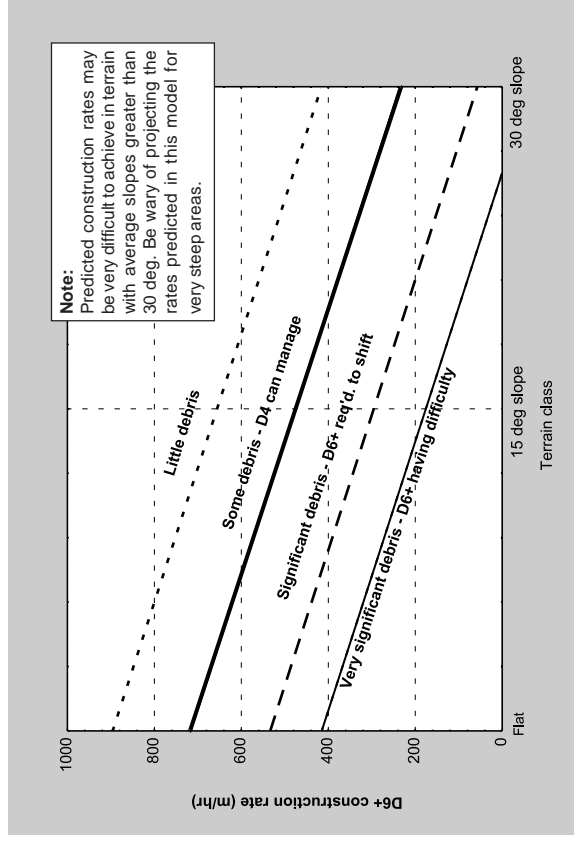 Note:
Predicted construction rates may
be very difficult to achieve in terrain
with average slopes greater than
30 deg. Be wary of projecting the
rates predicted in this model for
very steep areas.
1000
800
600
400
200
0
D6+ construction rate (m/hr)
Little debris
Some debris - D4 can manage
Significant debris - D6+ req'd. to shift
Very significant debris - D6+ having difficulty
Flat
15 deg slope
30 deg slope
Terrain class